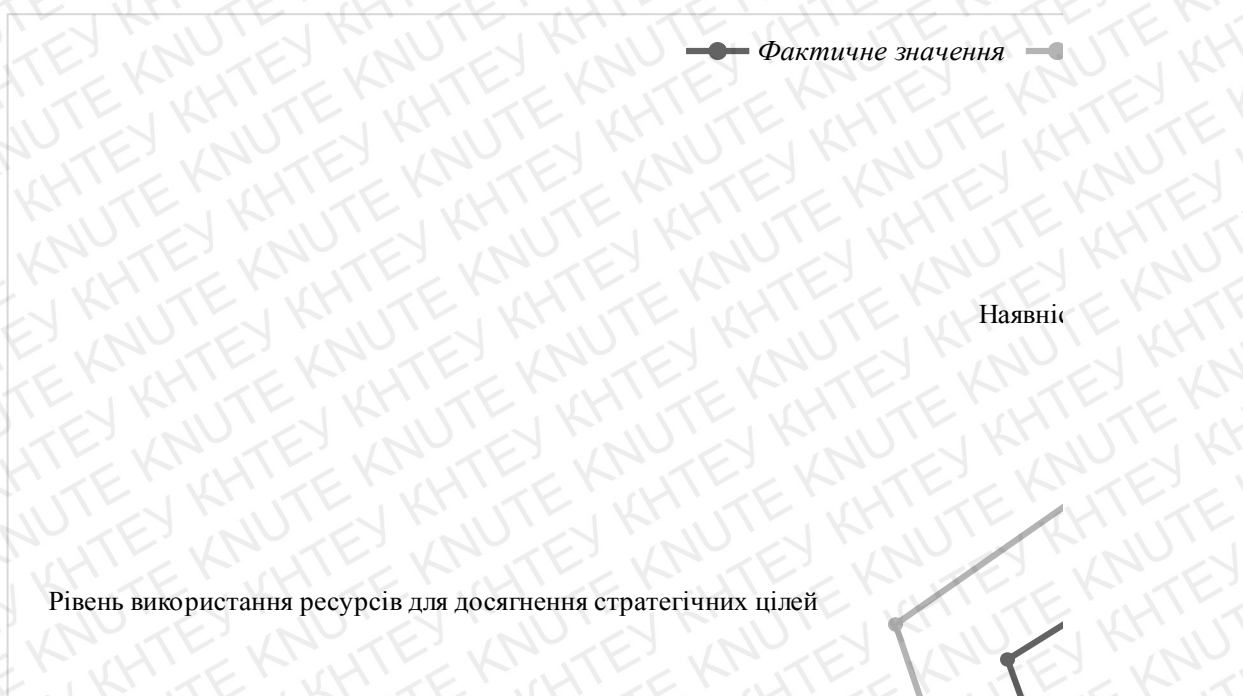 Фактичне значення
Рівень використання ресурсів для досягнення стратегічних цілей